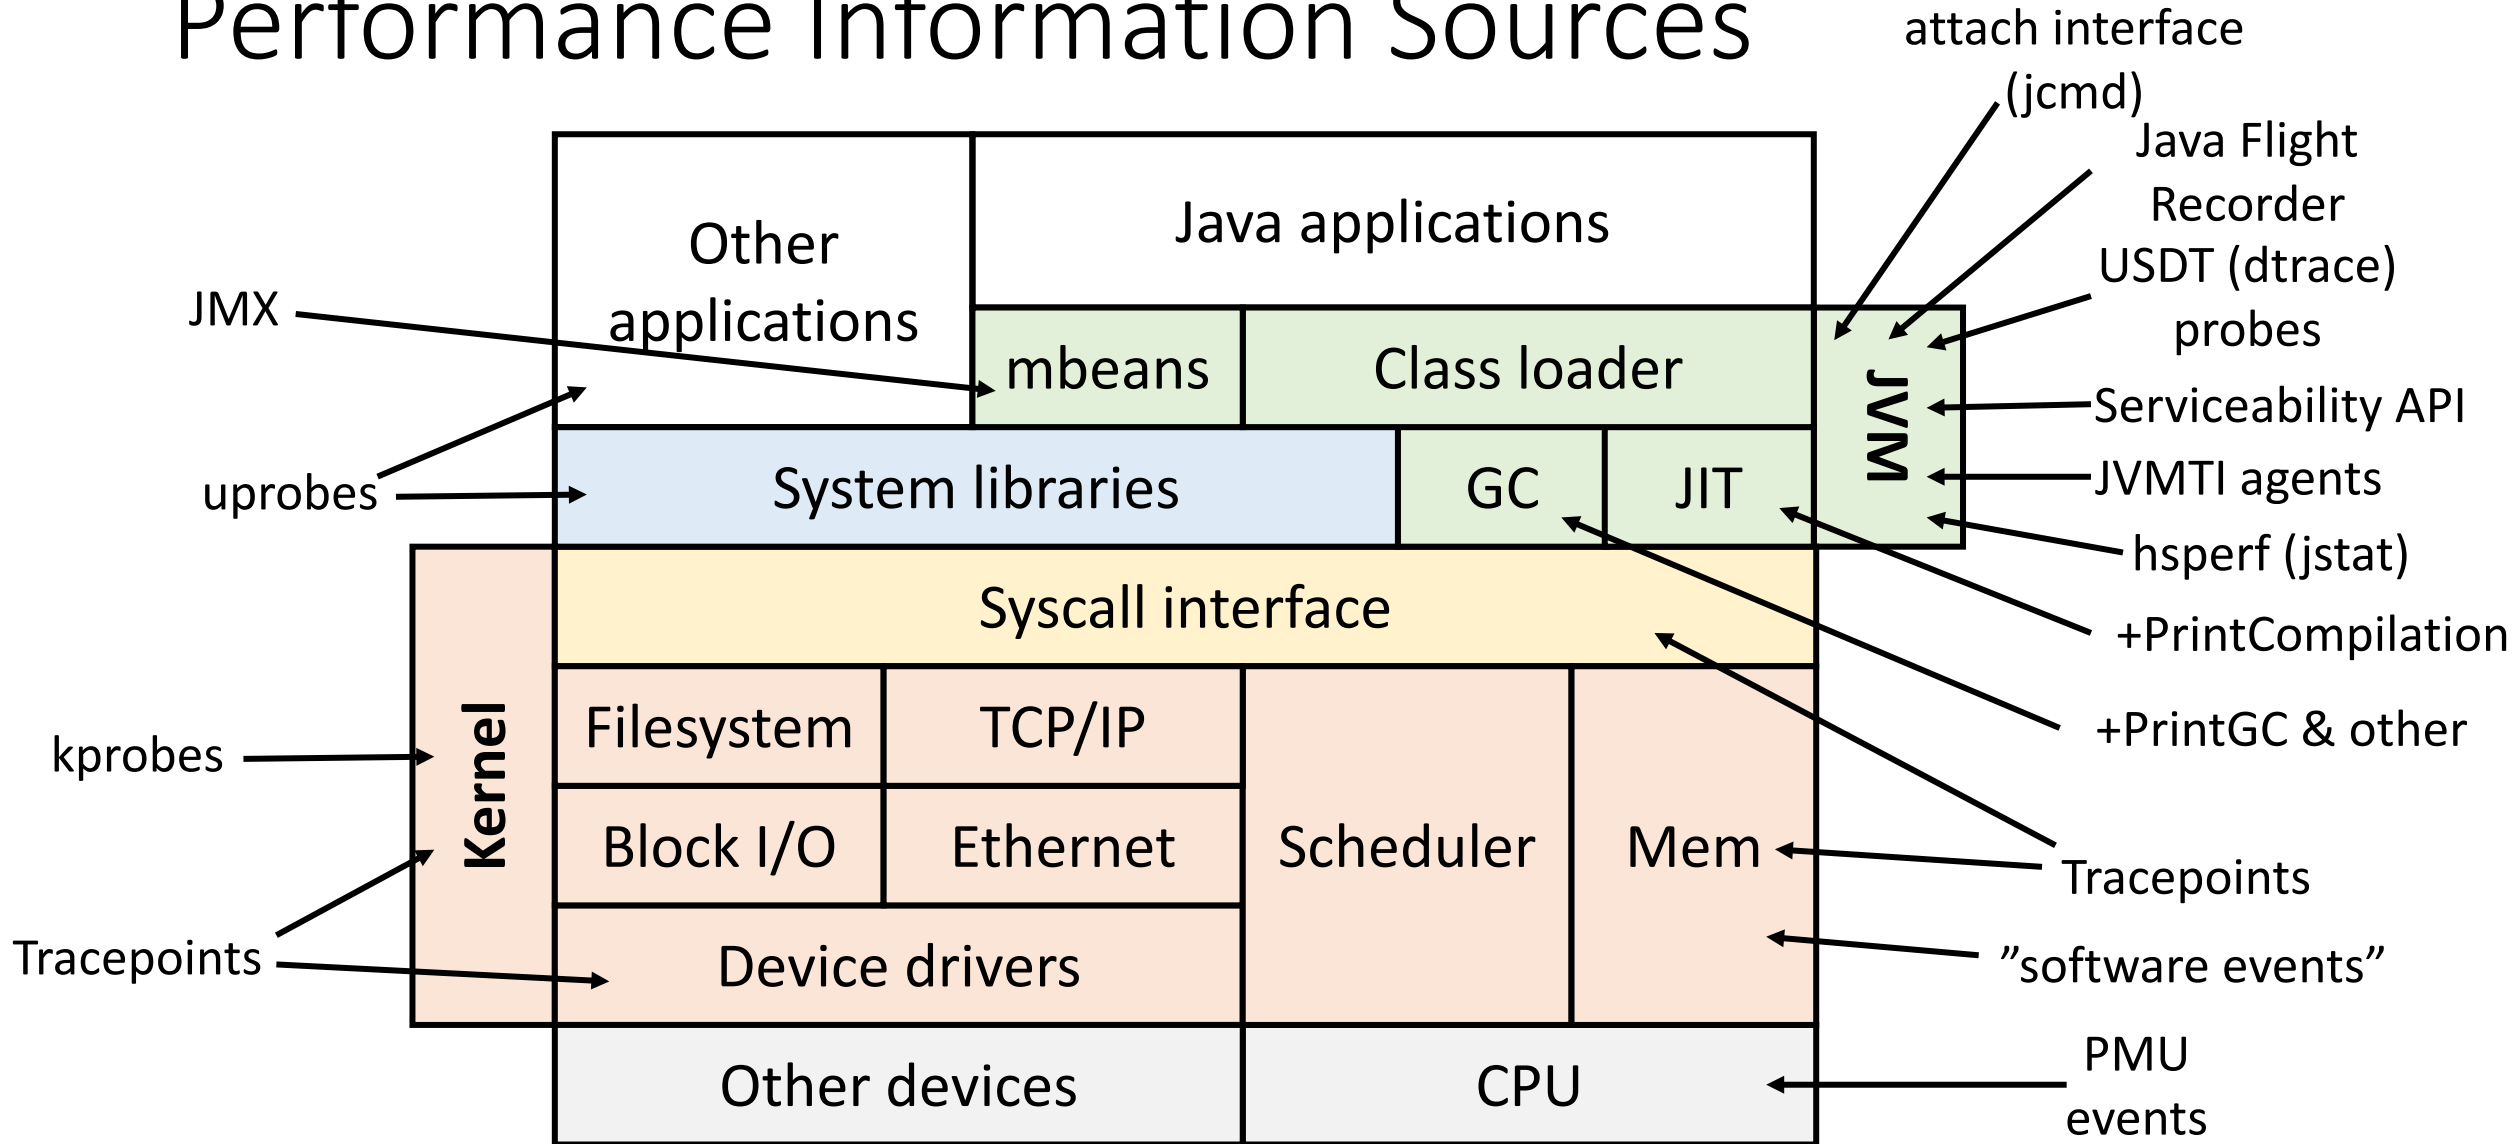 Performance Information Sources
attach interface
(jcmd)
Java Flight
Recorder
USDT (dtrace)
probes
Serviceability API
JVMTI agents
hsperf (jstat)
+PrintCompilation
+PrintGC & other
Tracepoints
”software events”
PMU
events
JMX
uprobes
kprobes
Tracepoints
Other
applications
Java applications
mbeans
Class loader
JVM
System libraries
GC
JIT
Syscall interface
Kernel
Filesystem
TCP/IP
Block I/O
Ethernet
Scheduler
Mem
Device drivers
Other devices
CPU